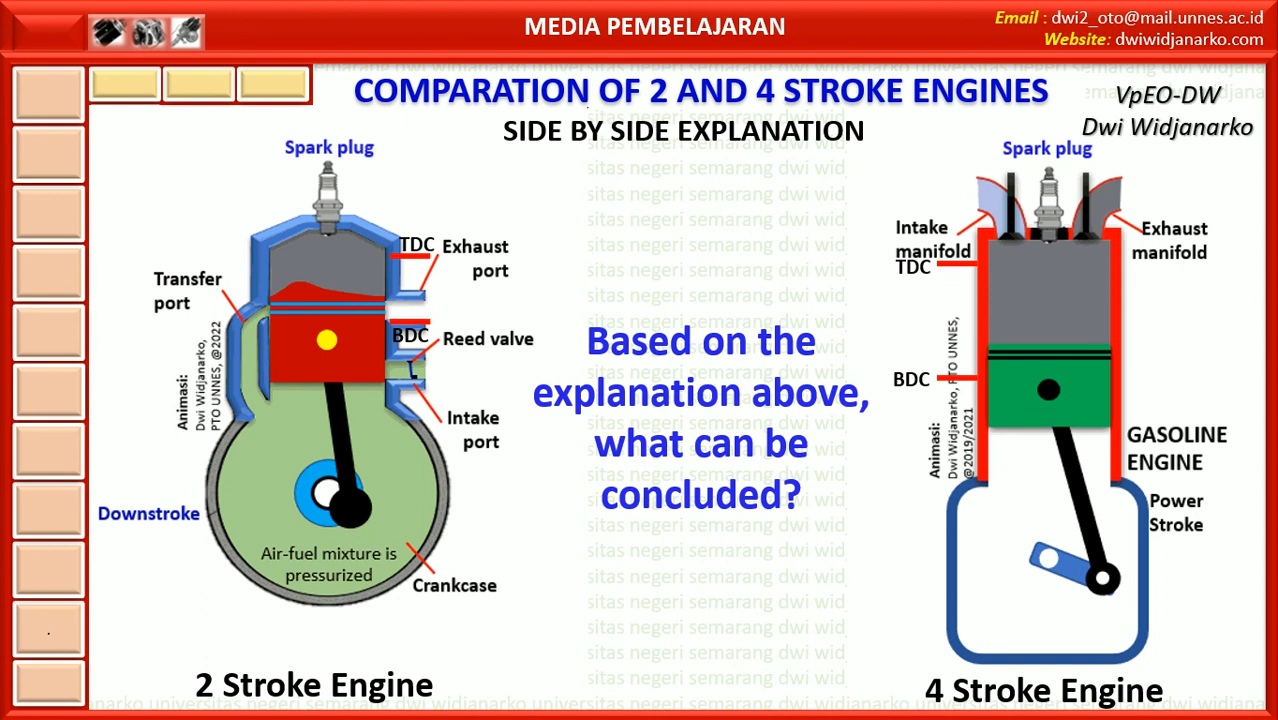 MEDIA PEMBELAJARAN
Email : dwi2_oto@mail.unnes.ac.id
Website: dwiwidjanarko.com
COMPARATION OF 2 AND 4 STROKE ENGINES
SIDE BY SIDE EXPLANATION
VpEO-DW
Dwi Widjanarko
Spark plug
TDC
Exhaust
port
Transfer
port
BDC
Reed valve
Intake
port
Animasi:
Dwi Widjanarko,
PTO UNNES, @2022
Downstroke
Air-fuel mixture is
pressurized
Crankcase
2 Stroke Engine
Based on the
explanation above,
what can be
concluded?
Spark plug
Intake
manifold
TDC
Exhaust
manifold
BDC
Animasi:
Dwi Widjanarko, PTO UNNES,
@2019/2021
GASOLINE
ENGINE
Power
Stroke
4 Stroke Engine